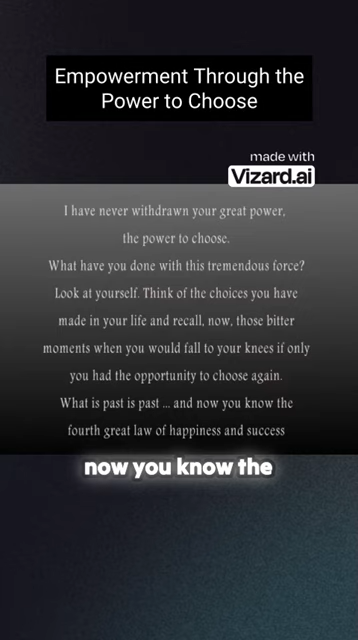 Empowerment Through the
Power to Choose
made with
Vizard.ai
I have never withdrawn your great power,
the power to choose.
What have you done with this tremendous force?
Look at yourself. Think of the choices you have
made in your life and recall, now, those bitter
moments when you would fall to your knees if only
you had the opportunity to choose again.
What is past is past ... and now you know the
fourth great law of happiness and success
now you know the